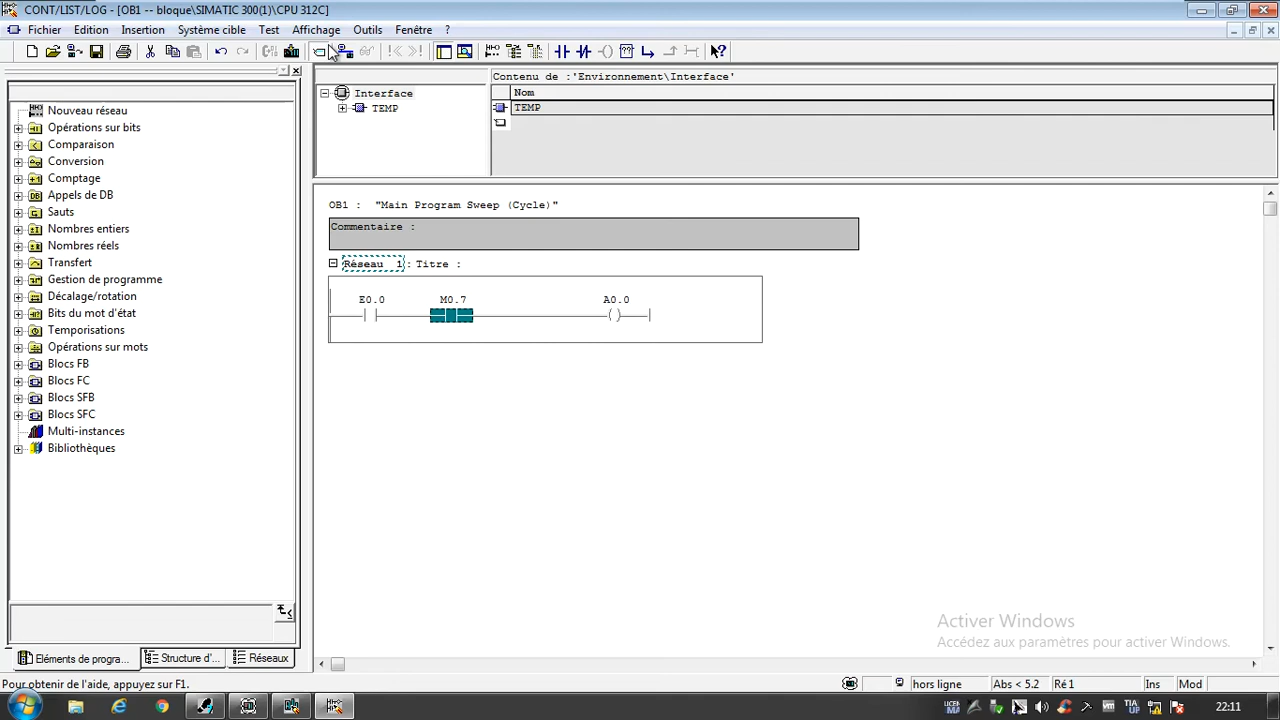 CONT/LIST/LOG - [OB1 -- bloque\SIMATIC 300(1)\CPU 312C]
Fichier Edition Insertion Système cible Test Affichage Outils Fenêtre ?
Contenu de :'Environnement\Interface'
Interface
TEMP
Nom
TEMP
Nouveau réseau
Opérations sur bits
Comparaison
Conversion
Comptage
Appels de DB
Sauts
Nombres entiers
Nombres réels
Transfert
Gestion de programme
Décalage/rotation
Bits du mot d'état
Temporisations
Opérations sur mots
Blocs FB
Blocs FC
Blocs SFB
Blocs SFC
Multi-instances
Bibliothèques
OB1 : "Main Program Sweep (Cycle)"
Commentaire :
Réseau 1: Titre :
E0.0 M0.7 A0.0
Activer Windows
Accédez aux paramètres pour activer Windows.
Eléments de progra... Structure d'... Réseaux
Pour obtenir de l'aide, appuyez sur F1.
hors ligne Abs < 5.2 Ré 1 Ins Mod
22:11